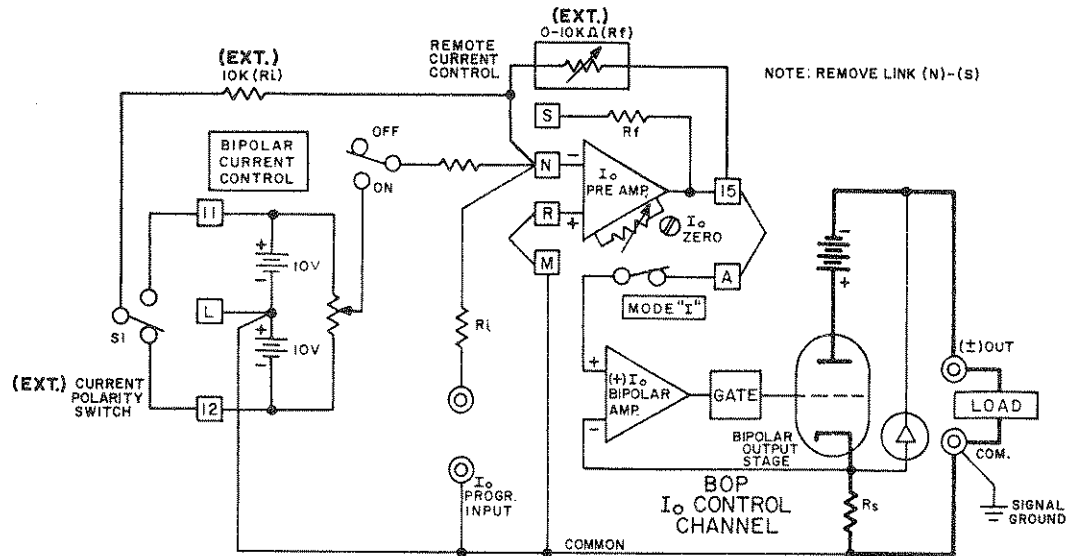 (EXT.)
0-10KΩ(Rf)
REMOTE
CURRENT
CONTROL
(EXT.)
10K (Ri)
NOTE: REMOVE LINK (N)-(S)
S
Rf
OFF
BIPOLAR
CURRENT
CONTROL
ON
N
−
Io
PRE AMP.
15
11
R
+
Io
ZERO
M
+
10V
−
−
+
L
A
MODE "I"
S1
+
10V
−
Ri
(EXT.) CURRENT
POLARITY
SWITCH
12
+
(+) Io
BIPOLAR
AMP.
−
GATE
(±) OUT
LOAD
COM.
BIPOLAR
OUTPUT
STAGE
Io
PROGR.
INPUT
BOP
Io CONTROL
CHANNEL
Rs
SIGNAL
GROUND
COMMON